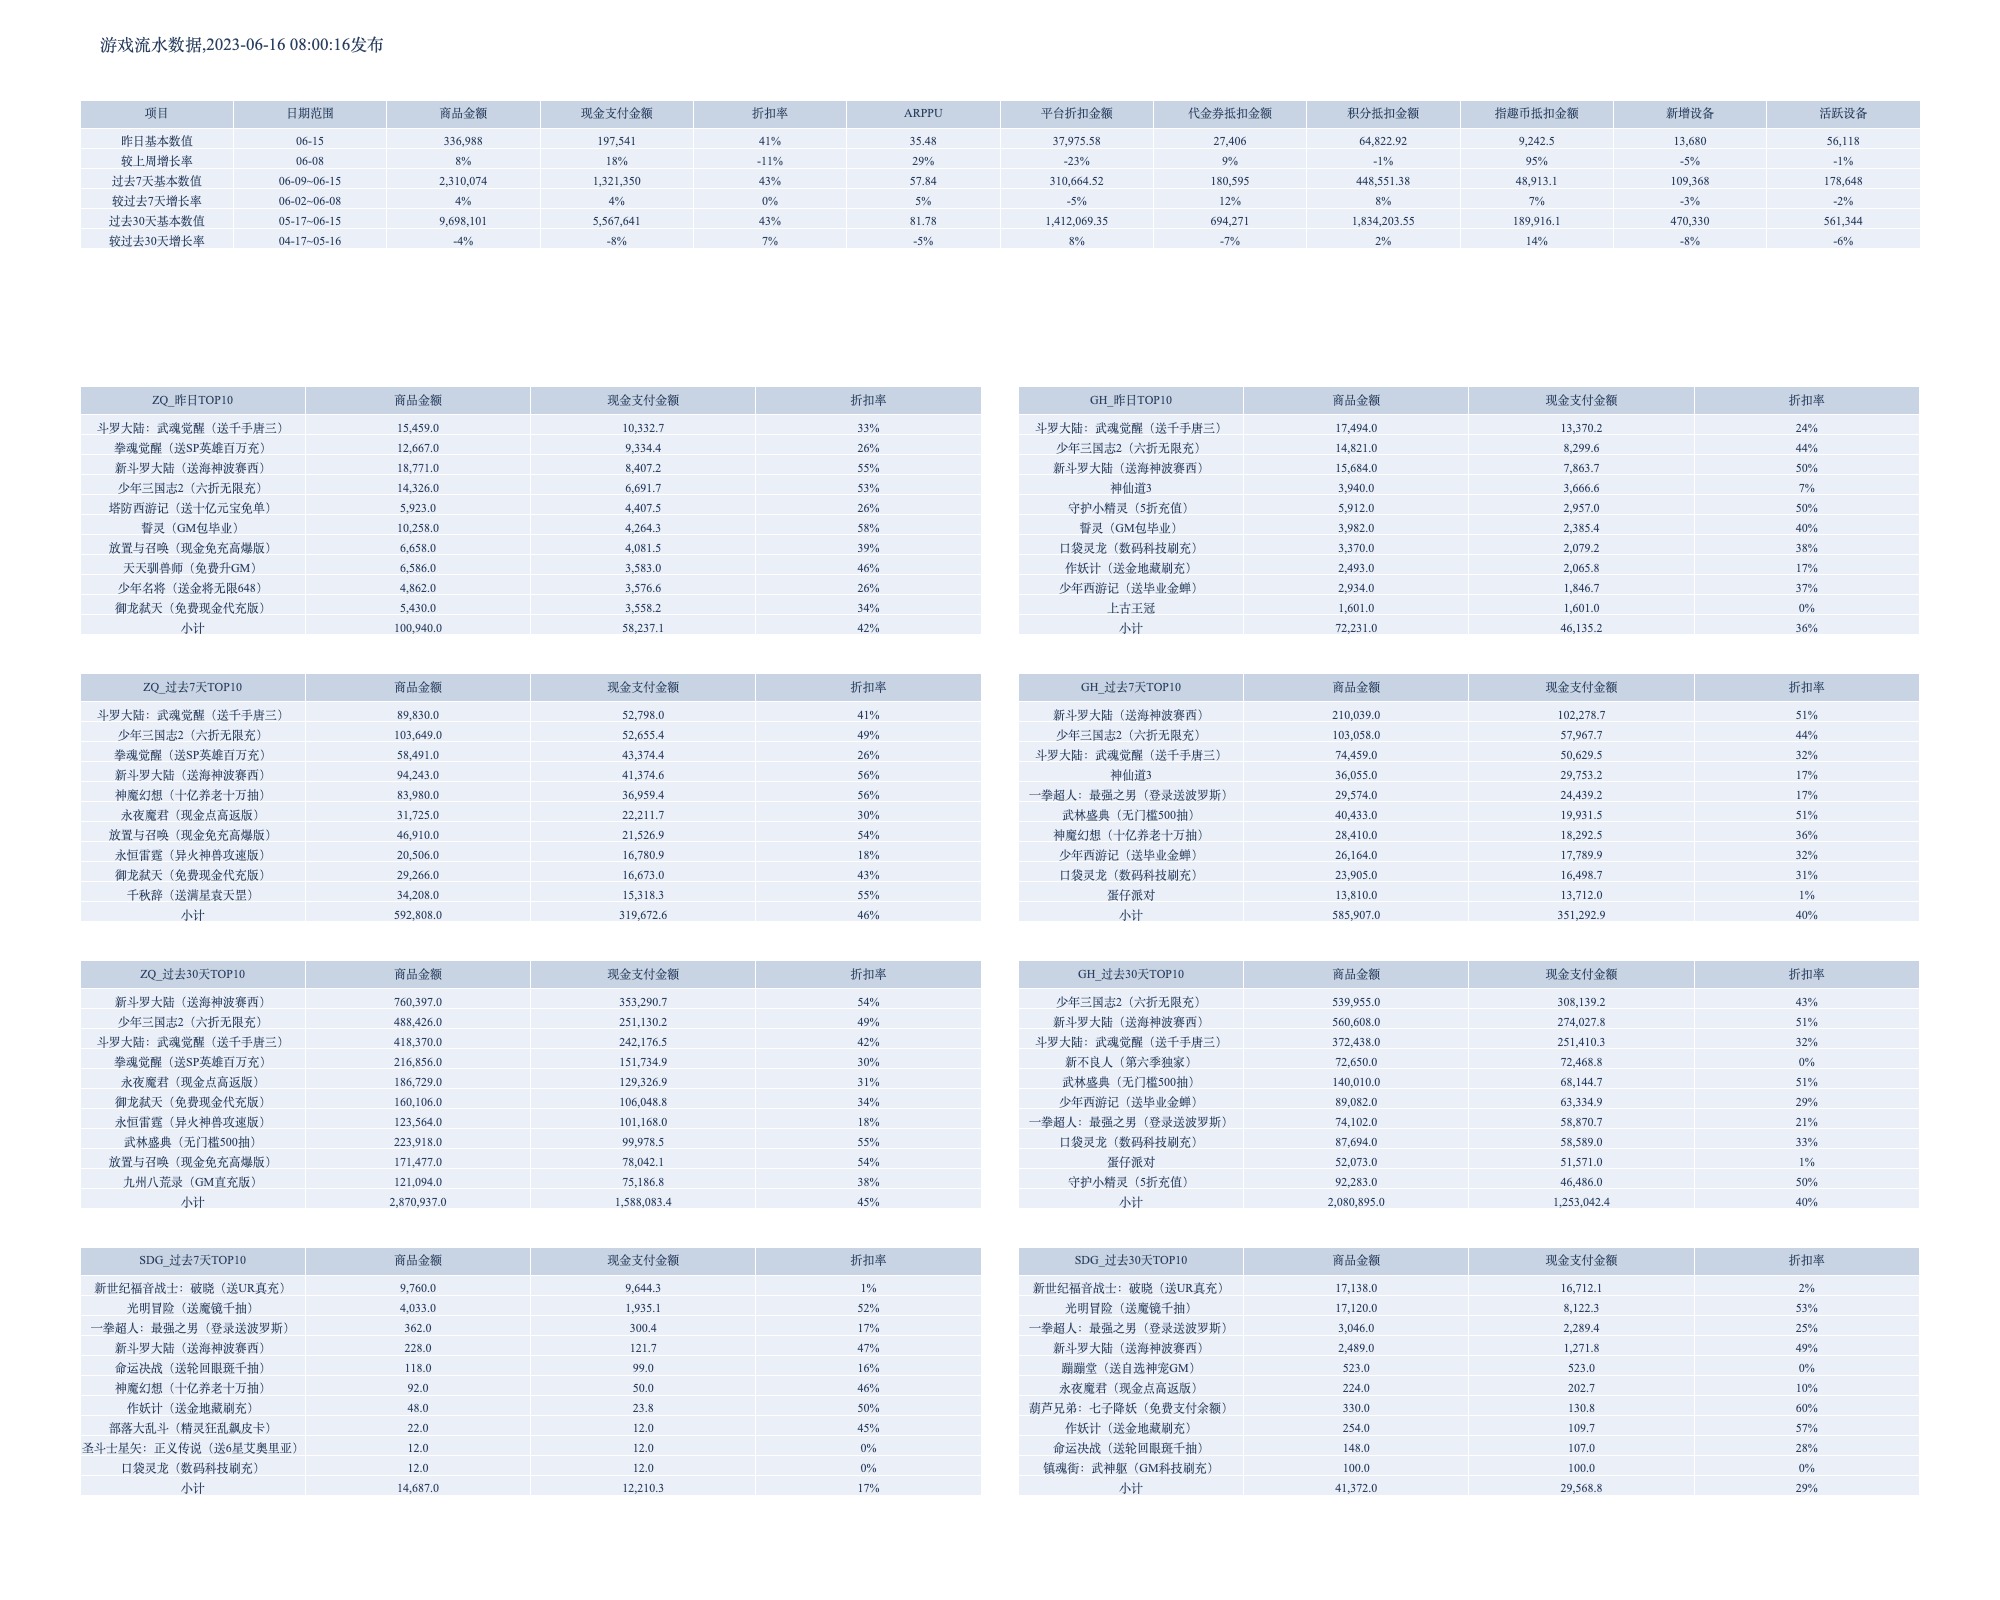 游戏流水数据,2023-06-16 08:00:16发布
项目 日期范围 商品金额 现金支付金额 折扣率 ARPPU 平台折扣金额 代金券抵扣金额 积分抵扣金额 指趣币抵扣金额 新增设备 活跃设备
昨日基本数值 06-15 336,988 197,541 41% 35.48 37,975.58 27,406 64,822.92 9,242.5 13,680 56,118
较上周增长率 06-08 8% 18% -11% 29% -23% 9% -1% 95% -5% -1%
过去7天基本数值 06-09~06-15 2,310,074 1,321,350 43% 57.84 310,664.52 180,595 448,551.38 48,913.1 109,368 178,648
较过去7天增长率 06-02~06-08 4% 4% 0% 5% -5% 12% 8% 7% -3% -2%
过去30天基本数值 05-17~06-15 9,698,101 5,567,641 43% 81.78 1,412,069.35 694,271 1,834,203.55 189,916.1 470,330 561,344
较过去30天增长率 04-17~05-16 -4% -8% 7% -5% 8% -7% 2% 14% -8% -6%
ZQ_昨日TOP10 商品金额 现金支付金额 折扣率
斗罗大陆：武魂觉醒（送千手唐三） 15,459.0 10,332.7 33%
拳魂觉醒（送SP英雄百万充） 12,667.0 9,334.4 26%
新斗罗大陆（送海神波赛西） 18,771.0 8,407.2 55%
少年三国志2（六折无限充） 14,326.0 6,691.7 53%
塔防西游记（送十亿元宝免单） 5,923.0 4,407.5 26%
誓灵（GM包毕业） 10,258.0 4,264.3 58%
放置与召唤（现金免充高爆版） 6,658.0 4,081.5 39%
天天驯兽师（免费升GM） 6,586.0 3,583.0 46%
少年名将（送金将无限648） 4,862.0 3,576.6 26%
御龙弑天（免费现金代充版） 5,430.0 3,558.2 34%
小计 100,940.0 58,237.1 42%
GH_昨日TOP10 商品金额 现金支付金额 折扣率
斗罗大陆：武魂觉醒（送千手唐三） 17,494.0 13,370.2 24%
少年三国志2（六折无限充） 14,821.0 8,299.6 44%
新斗罗大陆（送海神波赛西） 15,684.0 7,863.7 50%
神仙道3 3,940.0 3,666.6 7%
守护小精灵（5折充值） 5,912.0 2,957.0 50%
誓灵（GM包毕业） 3,982.0 2,385.4 40%
口袋灵龙（数码科技刷充） 3,370.0 2,079.2 38%
作妖计（送金地藏刷充） 2,493.0 2,065.8 17%
少年西游记（送毕业金蝉） 2,934.0 1,846.7 37%
上古王冠 1,601.0 1,601.0 0%
小计 72,231.0 46,135.2 36%
ZQ_过去7天TOP10 商品金额 现金支付金额 折扣率
斗罗大陆：武魂觉醒（送千手唐三） 89,830.0 52,798.0 41%
少年三国志2（六折无限充） 103,649.0 52,655.4 49%
拳魂觉醒（送SP英雄百万充） 58,491.0 43,374.4 26%
新斗罗大陆（送海神波赛西） 94,243.0 41,374.6 56%
神魔幻想（十亿养老十万抽） 83,980.0 36,959.4 56%
永夜魔君（现金点高返版） 31,725.0 22,211.7 30%
放置与召唤（现金免充高爆版） 46,910.0 21,526.9 54%
永恒雷霆（异火神兽攻速版） 20,506.0 16,780.9 18%
御龙弑天（免费现金代充版） 29,266.0 16,673.0 43%
千秋辞（送满星袁天罡） 34,208.0 15,318.3 55%
小计 592,808.0 319,672.6 46%
GH_过去7天TOP10 商品金额 现金支付金额 折扣率
新斗罗大陆（送海神波赛西） 210,039.0 102,278.7 51%
少年三国志2（六折无限充） 103,058.0 57,967.7 44%
斗罗大陆：武魂觉醒（送千手唐三） 74,459.0 50,629.5 32%
神仙道3 36,055.0 29,753.2 17%
一拳超人：最强之男（登录送波罗斯） 29,574.0 24,439.2 17%
武林盛典（无门槛500抽） 40,433.0 19,931.5 51%
神魔幻想（十亿养老十万抽） 28,410.0 18,292.5 36%
少年西游记（送毕业金蝉） 26,164.0 17,789.9 32%
口袋灵龙（数码科技刷充） 23,905.0 16,498.7 31%
蛋仔派对 13,810.0 13,712.0 1%
小计 585,907.0 351,292.9 40%
ZQ_过去30天TOP10 商品金额 现金支付金额 折扣率
新斗罗大陆（送海神波赛西） 760,397.0 353,290.7 54%
少年三国志2（六折无限充） 488,426.0 251,130.2 49%
斗罗大陆：武魂觉醒（送千手唐三） 418,370.0 242,176.5 42%
拳魂觉醒（送SP英雄百万充） 216,856.0 151,734.9 30%
永夜魔君（现金点高返版） 186,729.0 129,326.9 31%
御龙弑天（免费现金代充版） 160,106.0 106,048.8 34%
永恒雷霆（异火神兽攻速版） 123,564.0 101,168.0 18%
武林盛典（无门槛500抽） 223,918.0 99,978.5 55%
放置与召唤（现金免充高爆版） 171,477.0 78,042.1 54%
九州八荒录（GM直充版） 121,094.0 75,186.8 38%
小计 2,870,937.0 1,588,083.4 45%
GH_过去30天TOP10 商品金额 现金支付金额 折扣率
少年三国志2（六折无限充） 539,955.0 308,139.2 43%
新斗罗大陆（送海神波赛西） 560,608.0 274,027.8 51%
斗罗大陆：武魂觉醒（送千手唐三） 372,438.0 251,410.3 32%
新不良人（第六季独家） 72,650.0 72,468.8 0%
武林盛典（无门槛500抽） 140,010.0 68,144.7 51%
少年西游记（送毕业金蝉） 89,082.0 63,334.9 29%
一拳超人：最强之男（登录送波罗斯） 74,102.0 58,870.7 21%
口袋灵龙（数码科技刷充） 87,694.0 58,589.0 33%
蛋仔派对 52,073.0 51,571.0 1%
守护小精灵（5折充值） 92,283.0 46,486.0 50%
小计 2,080,895.0 1,253,042.4 40%
SDG_过去7天TOP10 商品金额 现金支付金额 折扣率
新世纪福音战士：破晓（送UR真充） 9,760.0 9,644.3 1%
光明冒险（送魔镜千抽） 4,033.0 1,935.1 52%
一拳超人：最强之男（登录送波罗斯） 362.0 300.4 17%
新斗罗大陆（送海神波赛西） 228.0 121.7 47%
命运决战（送轮回眼斑千抽） 118.0 99.0 16%
神魔幻想（十亿养老十万抽） 92.0 50.0 46%
作妖计（送金地藏刷充） 48.0 23.8 50%
部落大乱斗（精灵狂乱飙皮卡） 22.0 12.0 45%
圣斗士星矢：正义传说（送6星艾奥里亚） 12.0 12.0 0%
口袋灵龙（数码科技刷充） 12.0 12.0 0%
小计 14,687.0 12,210.3 17%
SDG_过去30天TOP10 商品金额 现金支付金额 折扣率
新世纪福音战士：破晓（送UR真充） 17,138.0 16,712.1 2%
光明冒险（送魔镜千抽） 17,120.0 8,122.3 53%
一拳超人：最强之男（登录送波罗斯） 3,046.0 2,289.4 25%
新斗罗大陆（送海神波赛西） 2,489.0 1,271.8 49%
蹦蹦堂（送自选神宠GM） 523.0 523.0 0%
永夜魔君（现金点高返版） 224.0 202.7 10%
葫芦兄弟：七子降妖（免费支付余额） 330.0 130.8 60%
作妖计（送金地藏刷充） 254.0 109.7 57%
命运决战（送轮回眼斑千抽） 148.0 107.0 28%
镇魂街：武神躯（GM科技刷充） 100.0 100.0 0%
小计 41,372.0 29,568.8 29%